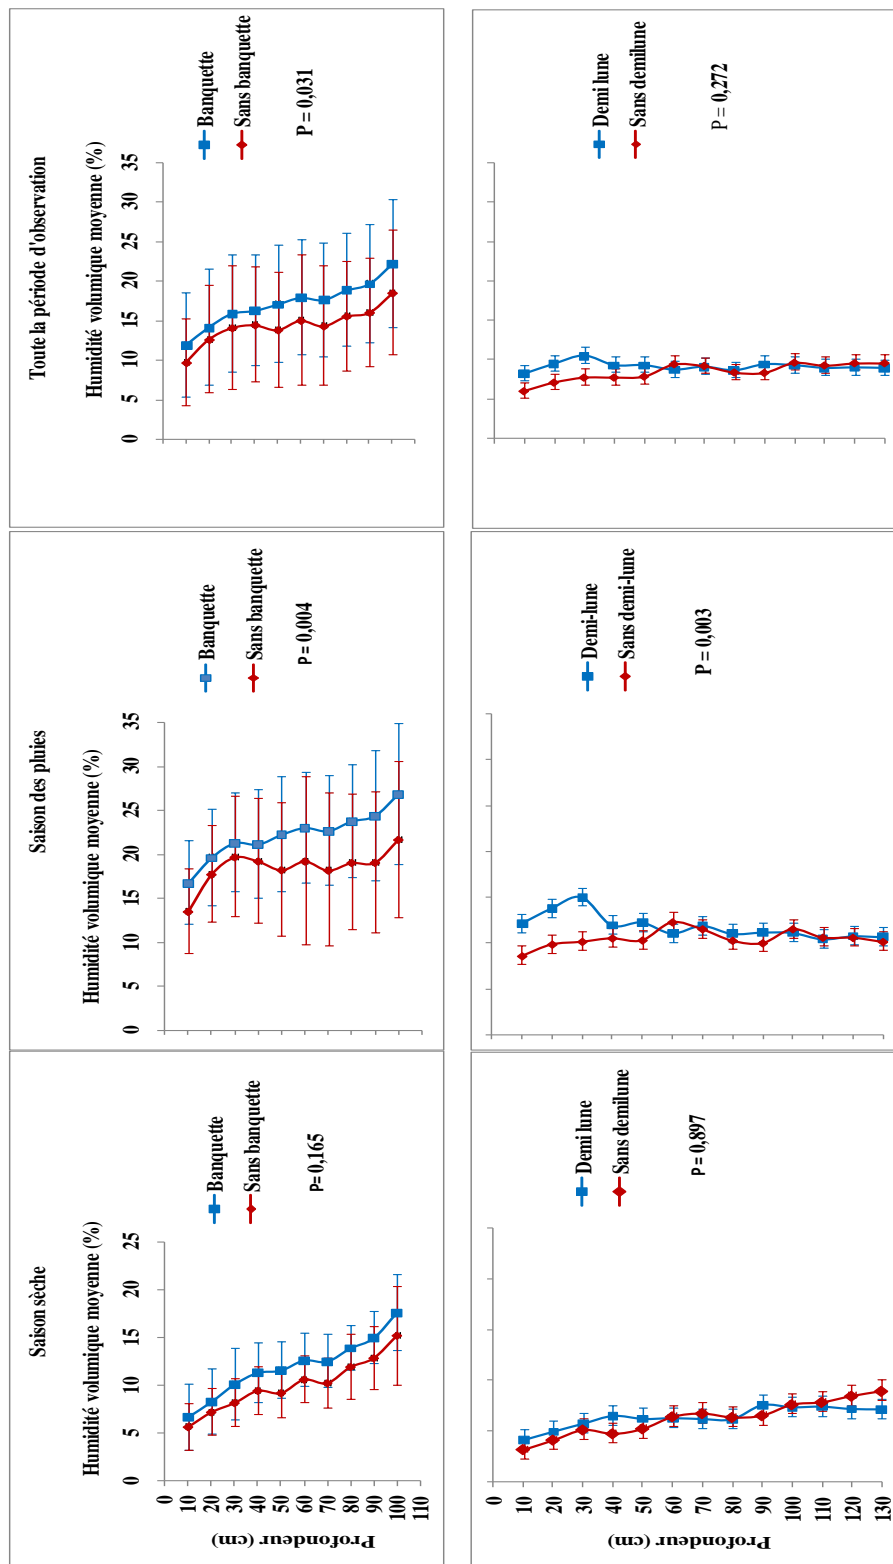 Saison sèche
Humidité volumique moyenne (%)
0 5 10 15 20 25
0
10
20
30
40
50
60
70
80
90
100
110
Profondeur (cm)
Banquette
Sans banquette
P= 0,165
Saison des pluies
Humidité volumique moyenne (%)
0 5 10 15 20 25 30 35
Banquette
Sans banquette
P = 0,004
Toute la période d'observation
Humidité volumique moyenne (%)
0 5 10 15 20 25 30 35
Banquette
Sans banquette
P = 0,031
0
10
20
30
40
50
60
70
80
90
100
110
120
130
Profondeur (cm)
Demi lune
Sans demilune
P = 0,897
Demi-lune
Sans demi-lune
P = 0,003
Demi lune
Sans demilune
P = 0,272